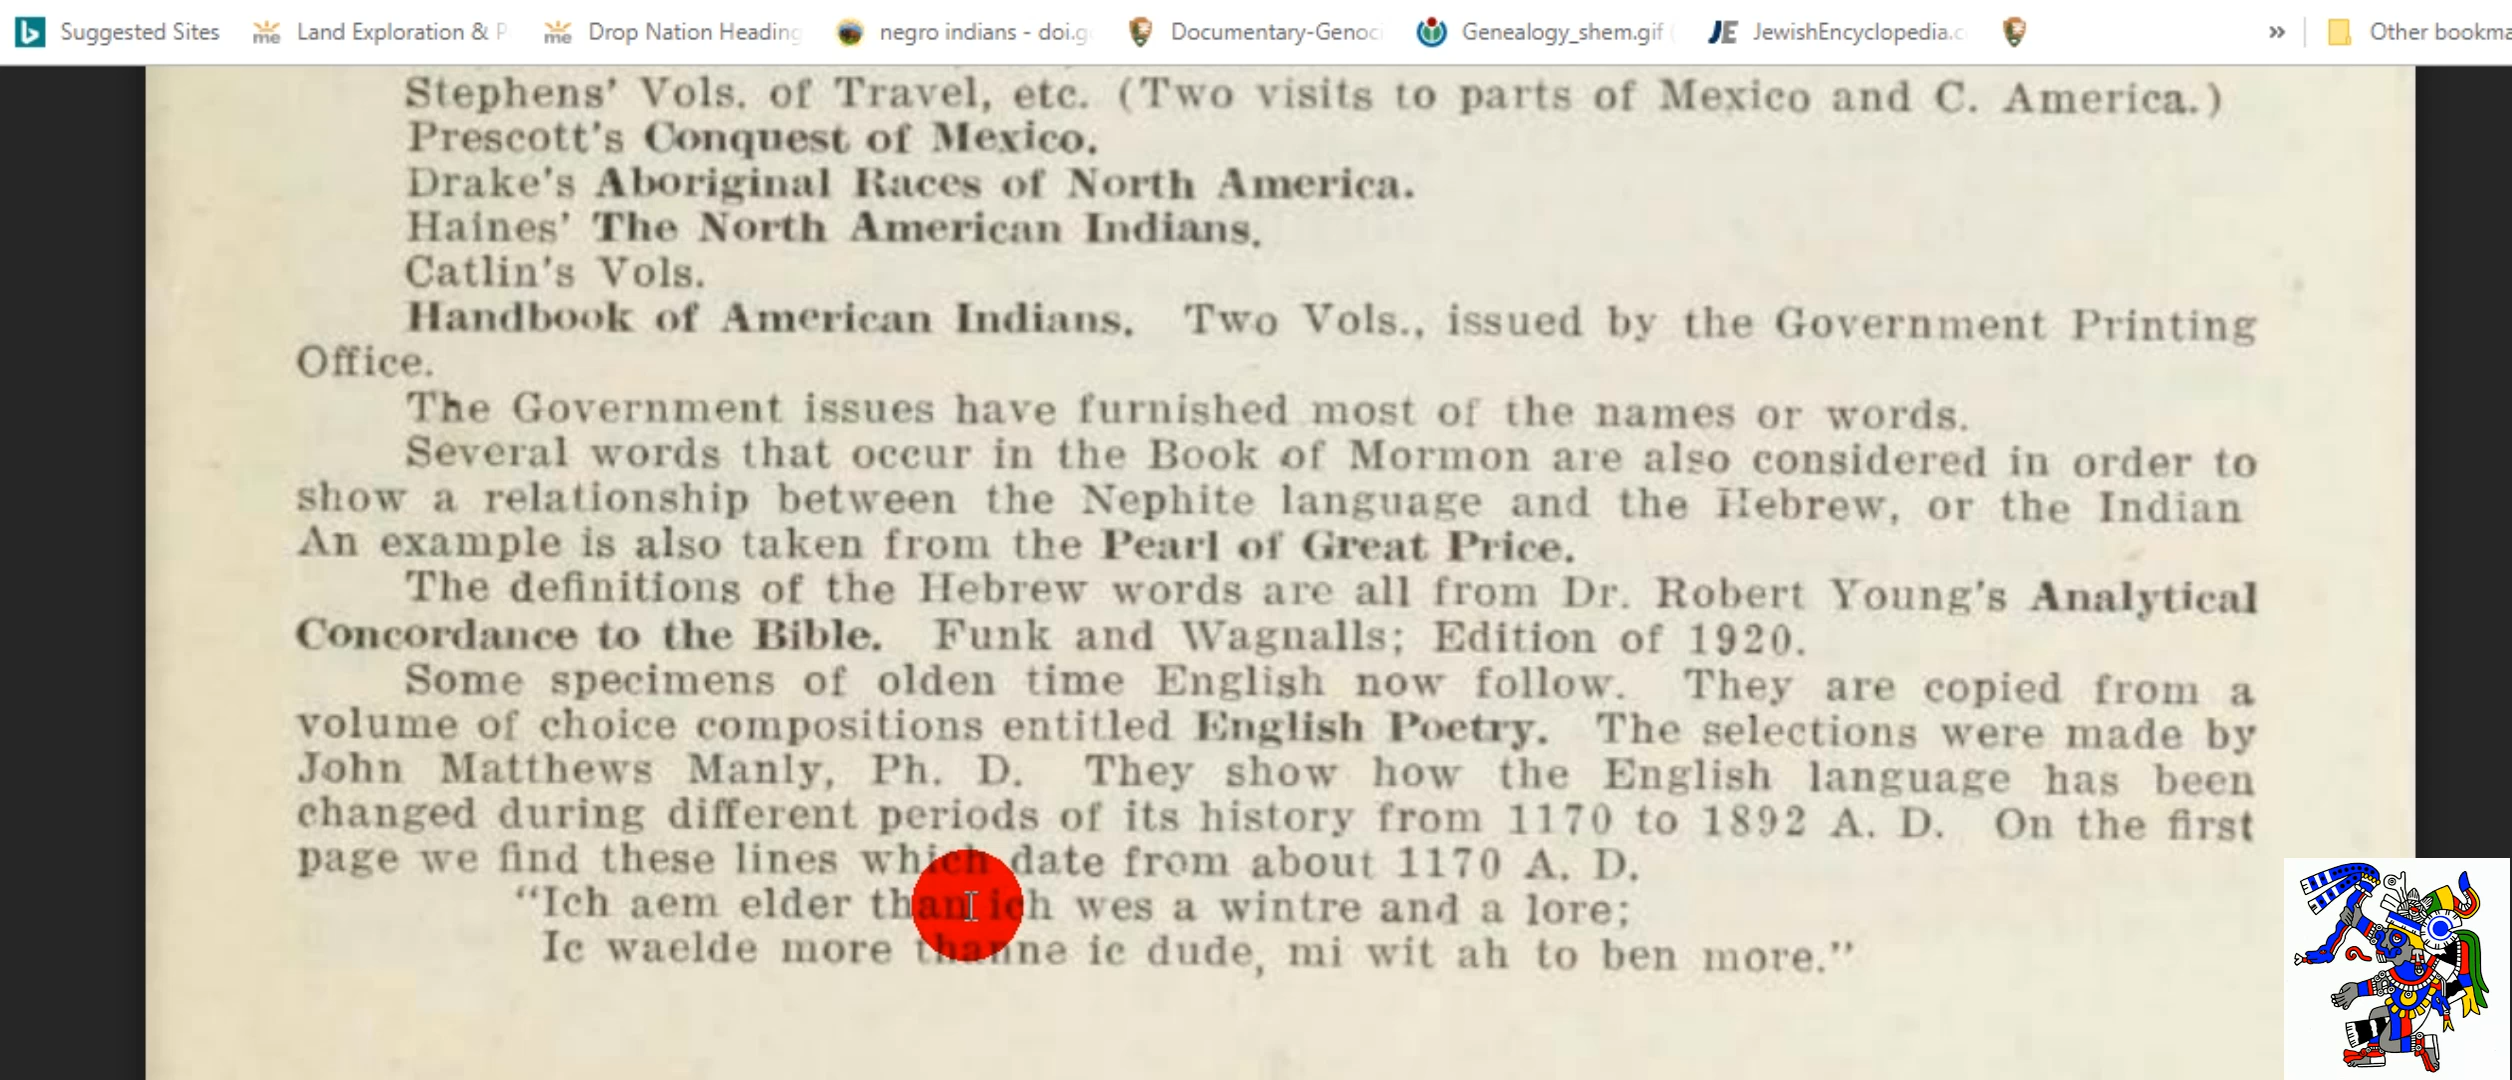 Suggested Sites Land Exploration & P Drop Nation Heading negro indians - doi.g Documentary-Genoc Genealogy_shem.gif JewishEncyclopedia.c » Other bookma
Stephens' Vols. of Travel, etc. (Two visits to parts of Mexico and C. America.)
Prescott's Conquest of Mexico.
Drake's Aboriginal Races of North America.
Haines' The North American Indians.
Catlin's Vols.
Handbook of American Indians. Two Vols., issued by the Government Printing
Office.
The Government issues have furnished most of the names or words.
Several words that occur in the Book of Mormon are also considered in order to
show a relationship between the Nephite language and the Hebrew, or the Indian
An example is also taken from the Pearl of Great Price.
The definitions of the Hebrew words are all from Dr. Robert Young's Analytical
Concordance to the Bible. Funk and Wagnalls; Edition of 1920.
Some specimens of olden time English now follow. They are copied from a
volume of choice compositions entitled English Poetry. The selections were made by
John Matthews Manly, Ph. D. They show how the English language has been
changed during different periods of its history from 1170 to 1892 A. D. On the first
page we find these lines which date from about 1170 A. D.
"Ich aem elder than ich wes a wintre and a lore;
Ic waelde more thanne ic dude, mi wit ah to ben more."